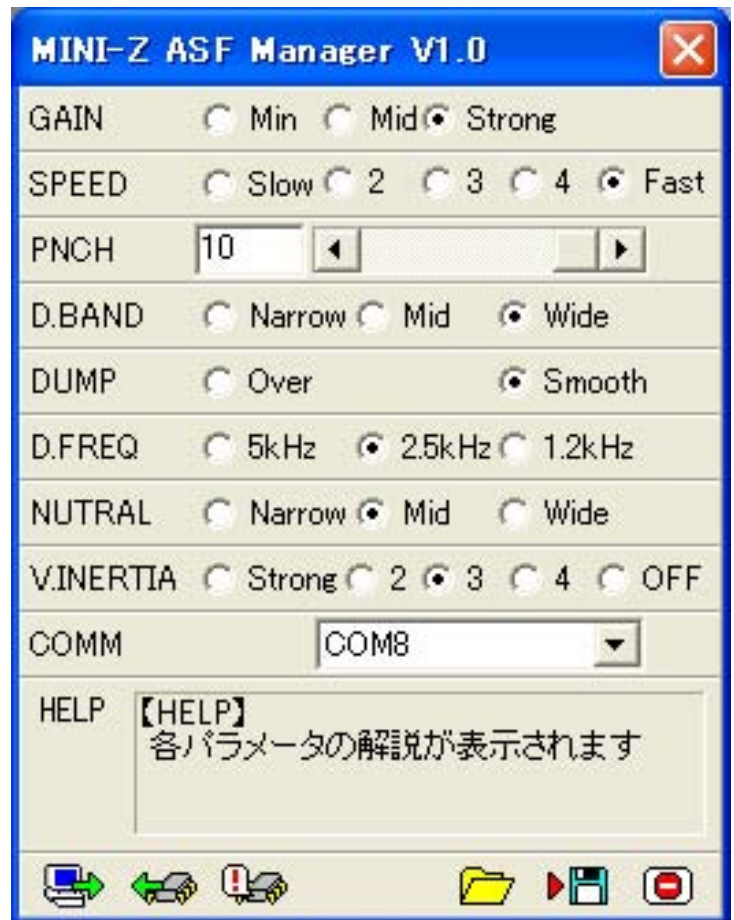 MINI-Z ASF Manager V1.0
GAIN Min Mid Strong
SPEED Slow 2 3 4 Fast
PNCH 10
D.BAND Narrow Mid Wide
DUMP Over Smooth
D.FREQ 5kHz 2.5kHz 1.2kHz
NUTRAL Narrow Mid Wide
V.INERTIA Strong 2 3 4 OFF
COMM COM8
HELP 【HELP】
各パラメータの解説が表示されます